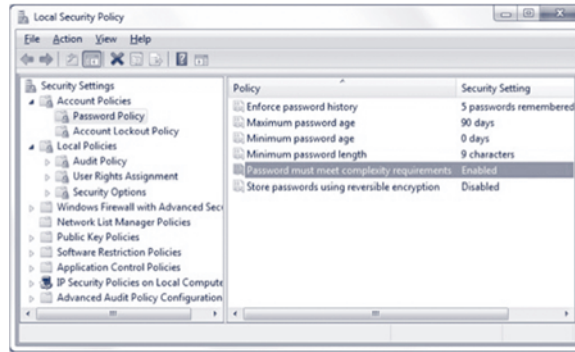 Local Security Policy
File Action View Help
Security Settings
Account Policies
Password Policy
Account Lockout Policy
Local Policies
Audit Policy
User Rights Assignment
Security Options
Windows Firewall with Advanced Secu
Network List Manager Policies
Public Key Policies
Software Restriction Policies
Application Control Policies
IP Security Policies on Local Compute
Advanced Audit Policy Configuration
Policy Security Setting
Enforce password history 5 passwords remembered
Maximum password age 90 days
Minimum password age 0 days
Minimum password length 9 characters
Password must meet complexity requirements Enabled
Store passwords using reversible encryption Disabled